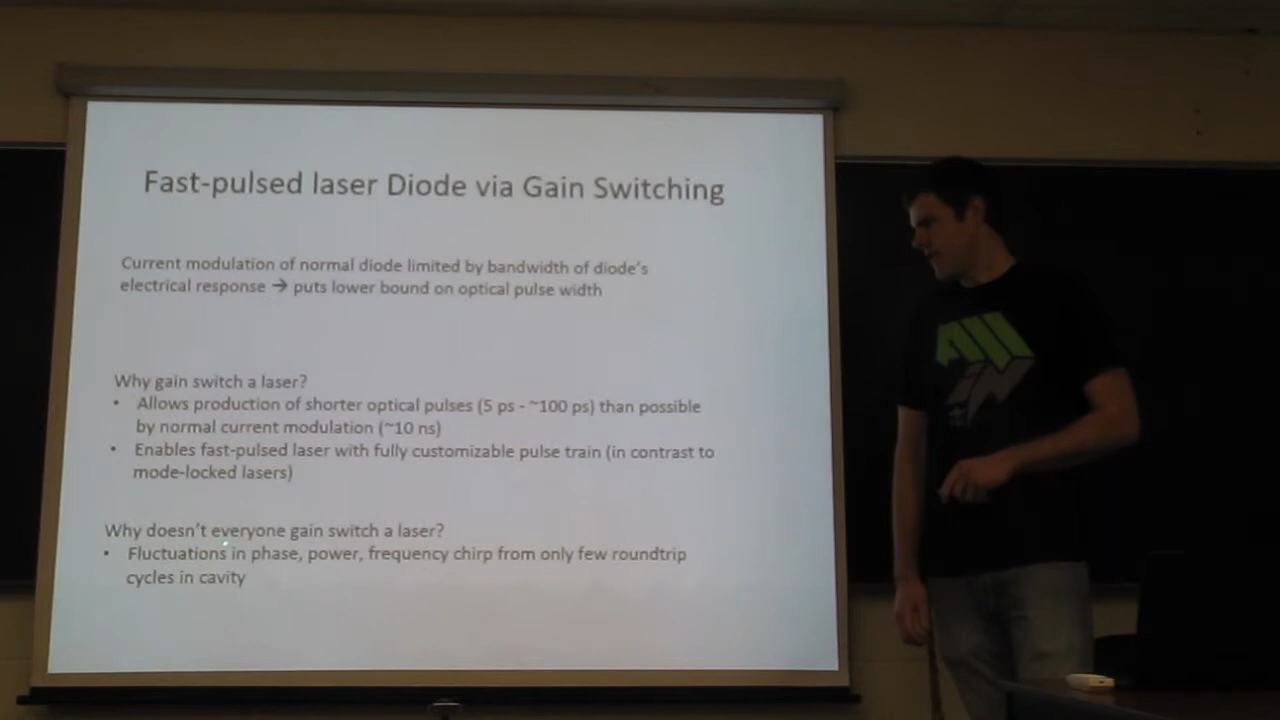 Fast-pulsed laser Diode via Gain Switching
Current modulation of normal diode limited by bandwidth of diode's
electrical response → puts lower bound on optical pulse width
Why gain switch a laser?
• Allows production of shorter optical pulses (5 ps - ~100 ps) than possible
by normal current modulation (~10 ns)
• Enables fast-pulsed laser with fully customizable pulse train (in contrast to
mode-locked lasers)
Why doesn't everyone gain switch a laser?
• Fluctuations in phase, power, frequency chirp from only few roundtrip
cycles in cavity
All
in